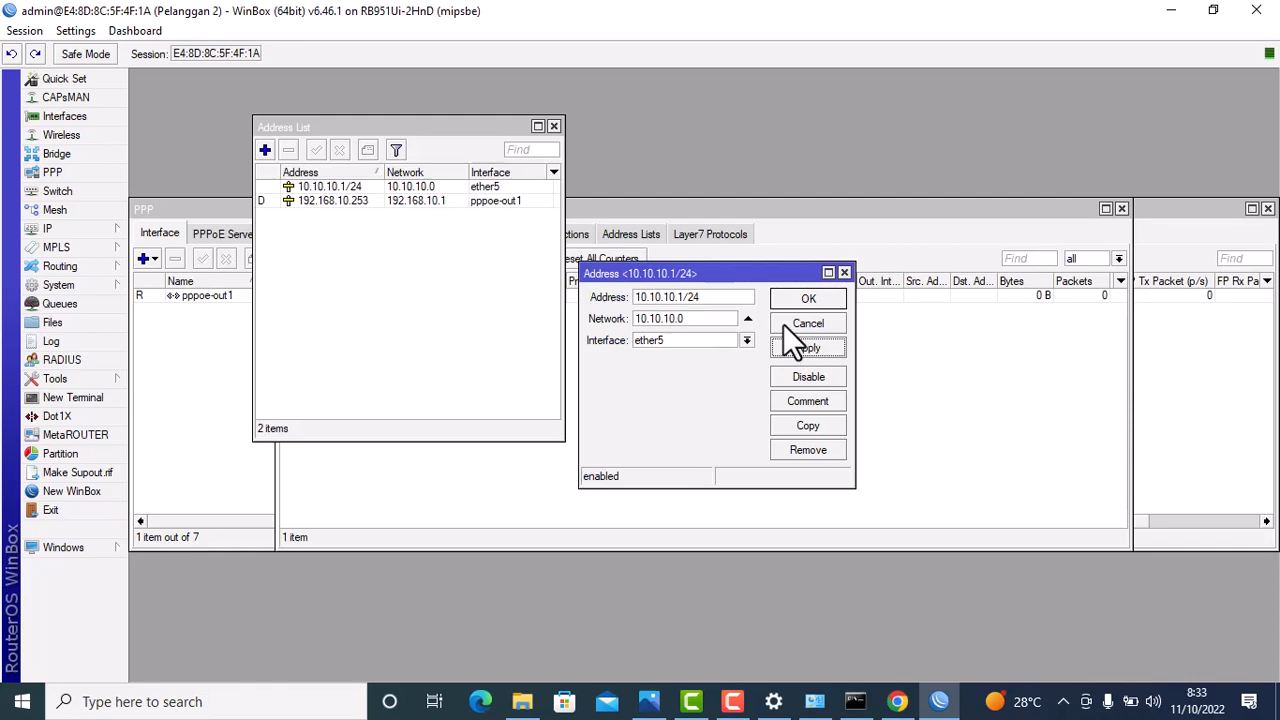 admin@E4:8D:8C:5F:4F:1A (Pelanggan 2) - WinBox (64bit) v6.46.1 on RB951Ui-2HnD (mipsbe)
Session Settings Dashboard
Safe Mode Session: E4:8D:8C:5F:4F:1A
Quick Set
CAPsMAN
Interfaces
Wireless
Bridge
PPP
Switch
Mesh
IP
MPLS
Routing
System
Queues
Files
Log
RADIUS
Tools
New Terminal
Dot1X
MetaROUTER
Partition
Make Supout.rif
New WinBox
Exit
Windows
RouterOS WinBox
Address List
Find
Address Network Interface
10.10.10.1/24 10.10.10.0 ether5
D 192.168.10.253 192.168.10.1 pppoe-out1
2 items
PPP
Interface PPPoE Serve
Name
R pppoe-out1
1 item out of 7
Address Lists Layer7 Protocols
Find all
Out. Int... Src. Ad... Dst. Ad... Bytes Packets
0 B 0
1 item
Find
Tx Packet (p/s) FP Rx Pa
0
Address <10.10.10.1/24>
Address: 10.10.10.1/24
Network: 10.10.10.0
Interface: ether5
OK
Cancel
Disable
Comment
Copy
Remove
enabled
Type here to search
28°C
8:33
11/10/2022